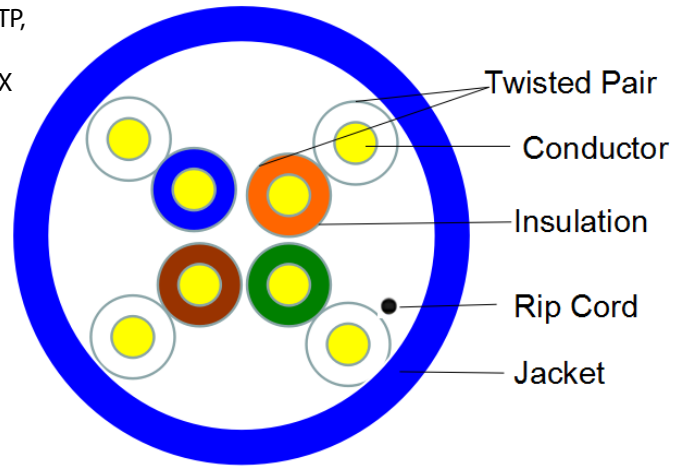 TP,
X
Twisted Pair
Conductor
Insulation
Rip Cord
Jacket